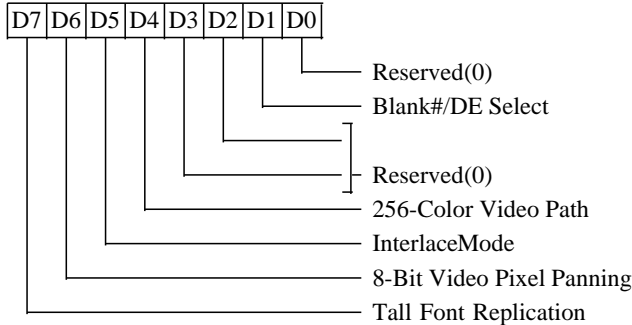 D7 D6 D5 D4 D3 D2 D1 D0
Reserved(0)
Blank#/DE Select
Reserved(0)
256-Color Video Path
InterlaceMode
8-Bit Video Pixel Panning
Tall Font Replication